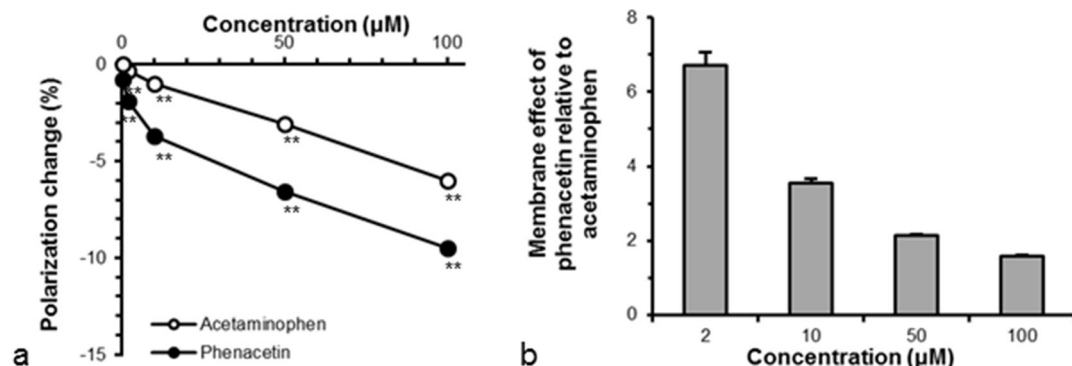 Concentration (µM)
0 50 100
0
-5
-10
-15
Polarization change (%)
**
**
**
**
**
**
**
**
Acetaminophen
Phenacetin
a
Membrane effect of
phenacetin relative to
acetaminophen
8
6
4
2
0
2 10 50 100
Concentration (µM)
b